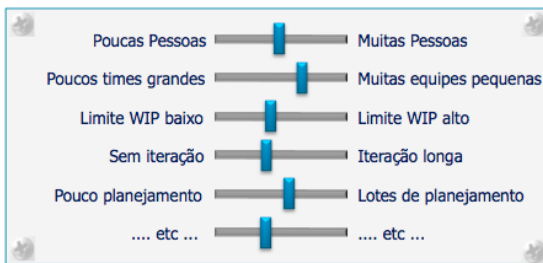 Poucas Pessoas Muitas Pessoas
Poucos times grandes Muitas equipes pequenas
Limite WIP baixo Limite WIP alto
Sem iteração Iteração longa
Pouco planejamento Lotes de planejamento
.... etc ... .... etc ...